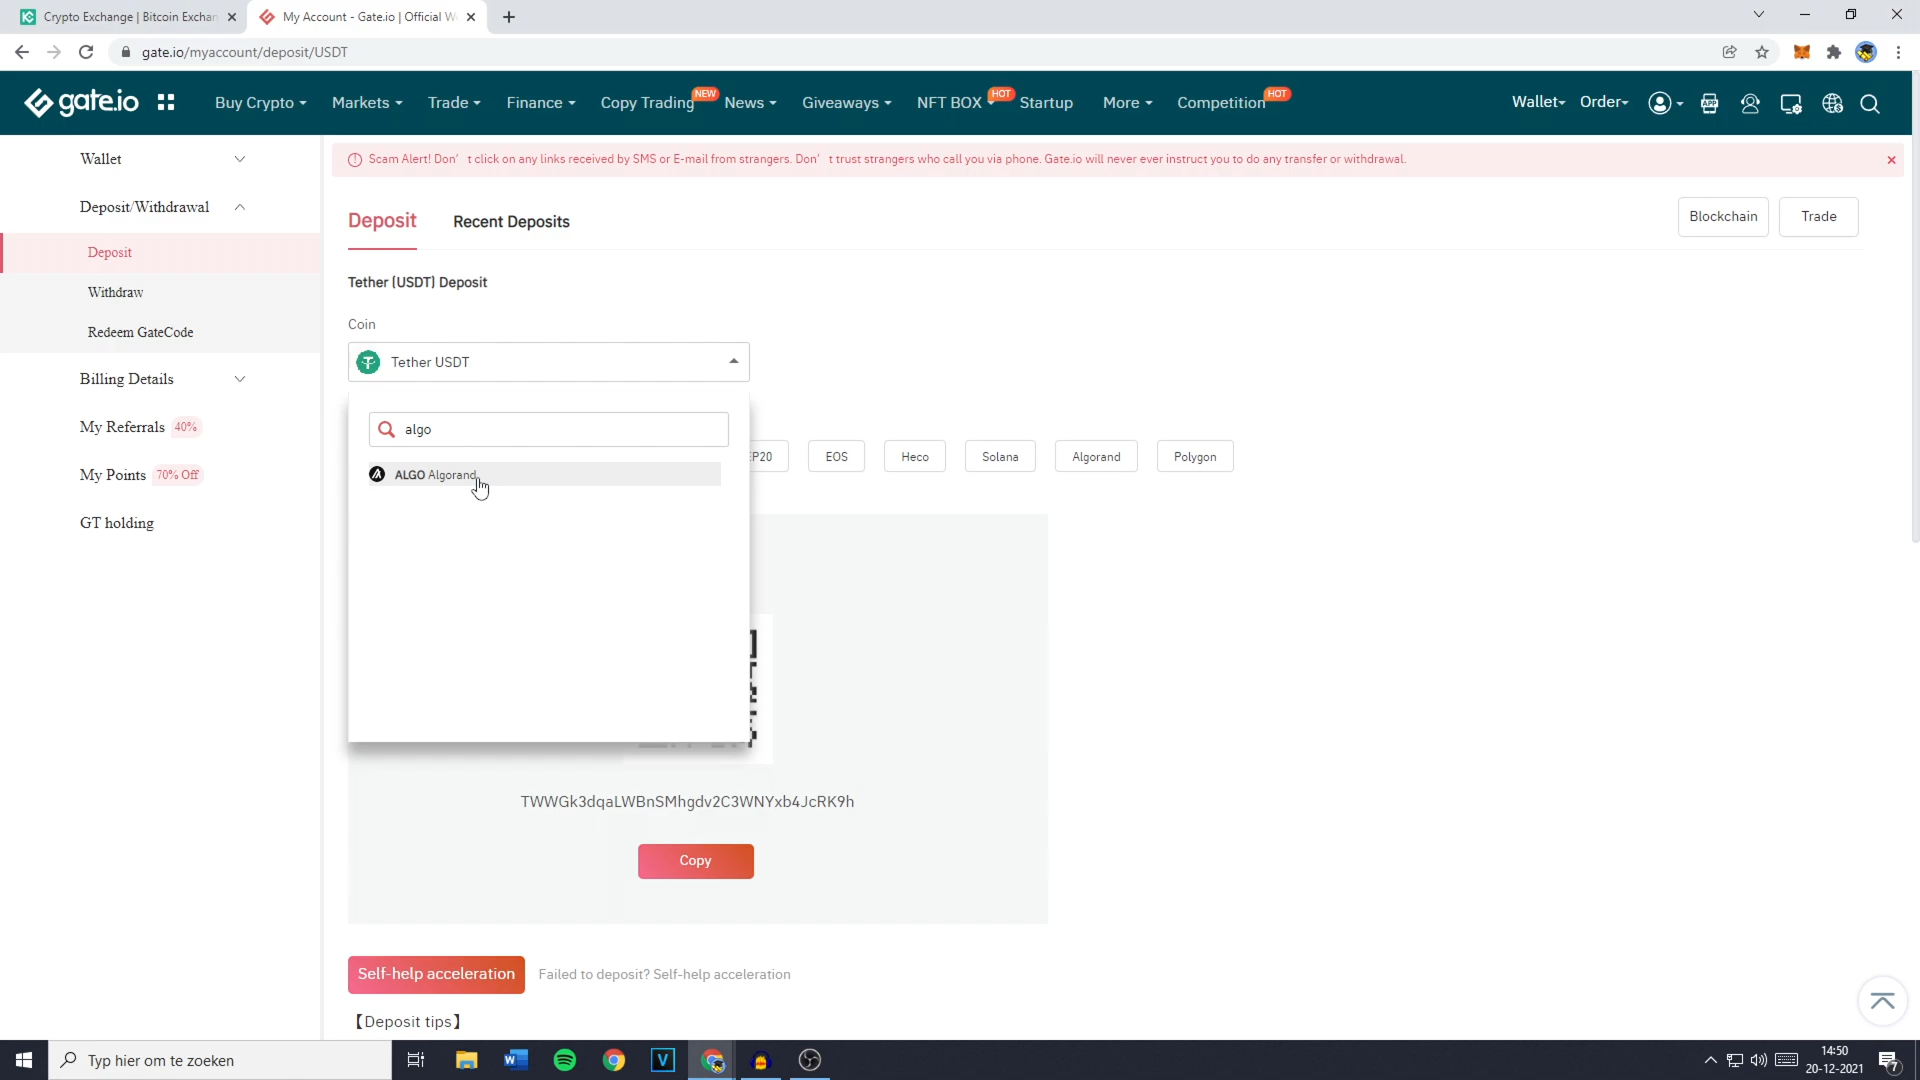 Crypto Exchange | Bitcoin Exchan
My Account - Gate.io | Official W
gate.io/myaccount/deposit/USDT
gate.io
Buy Crypto
Markets
Trade
Finance
Copy Trading
NEW
News
Giveaways
NFT BOX
HOT
Startup
More
Competition
HOT
Wallet
Order
APP
Scam Alert! Don’ t click on any links received by SMS or E-mail from strangers. Don’ t trust strangers who call you via phone. Gate.io will never ever instruct you to do any transfer or withdrawal.
Wallet
Deposit/Withdrawal
Deposit
Withdraw
Redeem GateCode
Billing Details
My Referrals 40%
My Points 70% Off
GT holding
Deposit
Recent Deposits
Blockchain
Trade
Tether (USDT) Deposit
Coin
Tether USDT
algo
ALGO Algorand
P20
EOS
Heco
Solana
Algorand
Polygon
TWWGk3dqaLWBnSMhgdv2C3WNYxb4JcRK9h
Copy
Self-help acceleration
Failed to deposit? Self-help acceleration
【Deposit tips】
Typ hier om te zoeken
14:50
20-12-2021
7